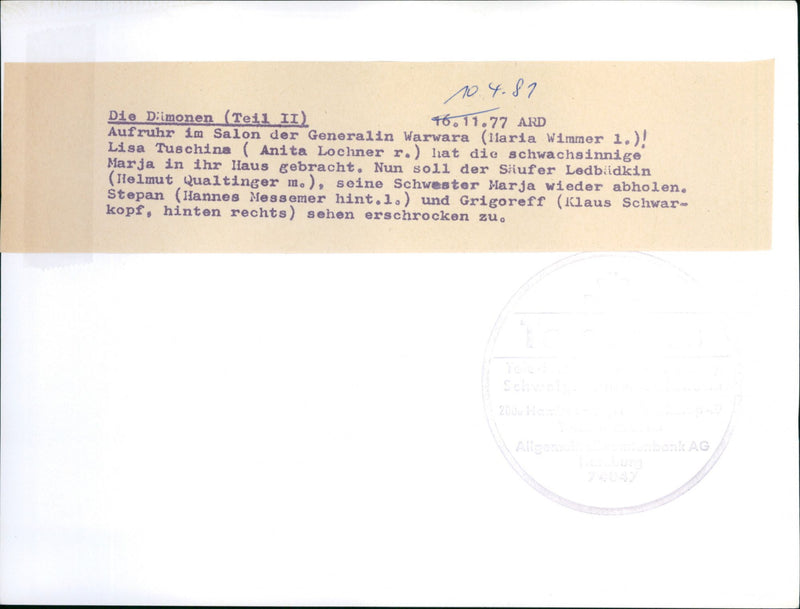 10.4.81
Die Dämonen (Teil II) 16.11.77 ARD
Aufruhr im Salon der Generalin Warwara (Maria Wimmer l.)!
Lisa Tuschina ( Anita Lochner r.) hat die schwachsinnige
Marja in ihr Haus gebracht. Nun soll der Säufer Ledbädkin
(Helmut Qualtinger m.), seine Schwester Marja wieder abholen.
Stepan (Hannes Messemer hint.l.) und Grigoreff (Klaus Schwar-
kopf, hinten rechts) sehen erschrocken zu.
Allgemeine bank AG
Hamburg